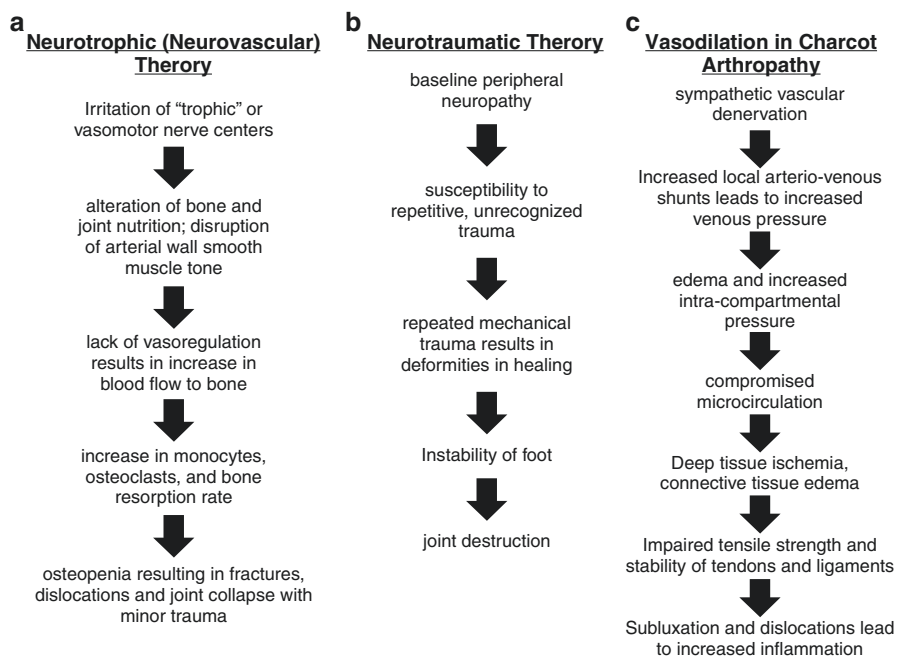 a
Neurotrophic (Neurovascular)
Therory
Irritation of “trophic” or
vasomotor nerve centers
alteration of bone and
joint nutrition; disruption
of arterial wall smooth
muscle tone
lack of vasoregulation
results in increase in
blood flow to bone
increase in monocytes,
osteoclasts, and bone
resorption rate
osteopenia resulting in fractures,
dislocations and joint collapse with
minor trauma
b
Neurotraumatic Therory
baseline peripheral
neuropathy
susceptibility to
repetitive, unrecognized
trauma
repeated mechanical
trauma results in
deformities in healing
Instability of foot
joint destruction
c
Vasodilation in Charcot
Arthropathy
sympathetic vascular
denervation
Increased local arterio-venous
shunts leads to increased
venous pressure
edema and increased
intra-compartmental
pressure
compromised
microcirculation
Deep tissue ischemia,
connective tissue edema
Impaired tensile strength and
stability of tendons and ligaments
Subluxation and dislocations lead
to increased inflammation